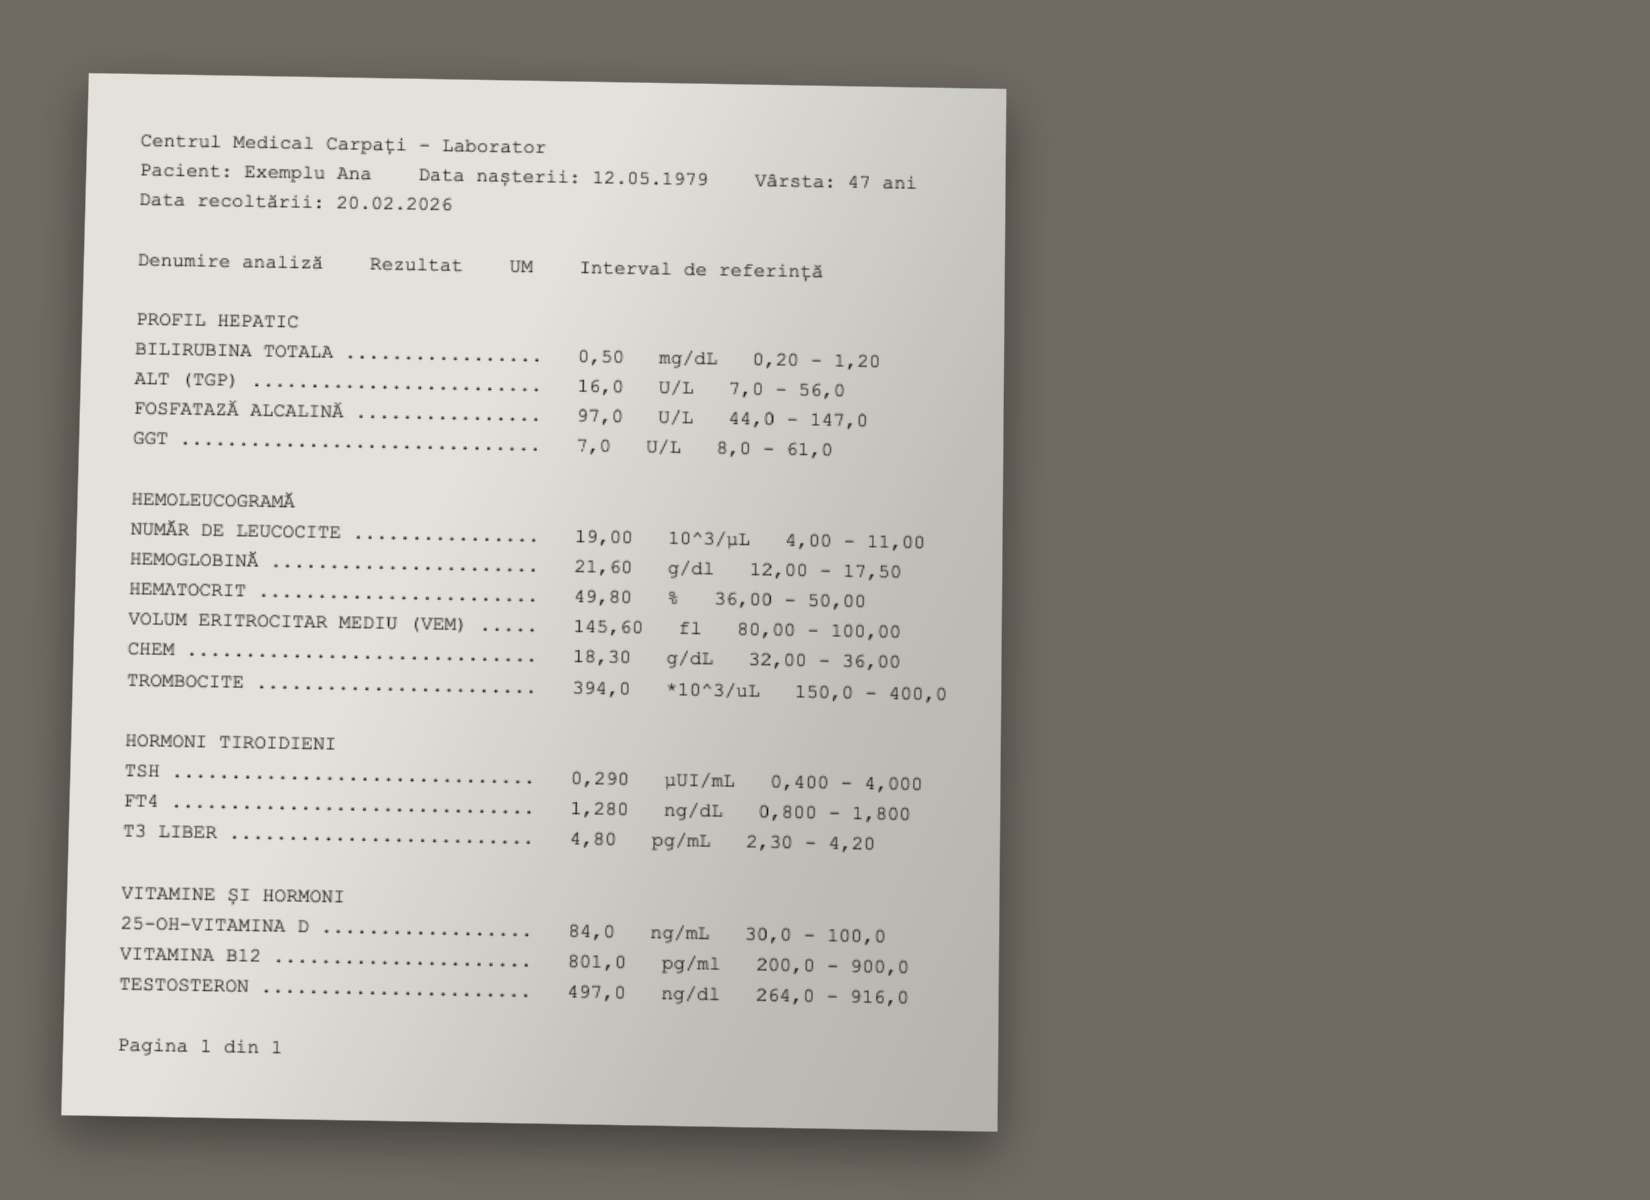 Centrul Medical Carpați - Laborator
Pacient: Exemplu Ana    Data nașterii: 12.05.1979    Vârsta: 47 ani
Data recoltării: 20.02.2026

Denumire analiză    Rezultat    UM    Interval de referință

PROFIL HEPATIC
BILIRUBINA TOTALA .................   0,50   mg/dL   0,20 - 1,20
ALT (TGP) .........................   16,0   U/L   7,0 - 56,0
FOSFATAZĂ ALCALINĂ ................   97,0   U/L   44,0 - 147,0
GGT ...............................   7,0   U/L   8,0 - 61,0

HEMOLEUCOGRAMĂ
NUMĂR DE LEUCOCITE ................   19,00   10^3/µL   4,00 - 11,00
HEMOGLOBINĂ .......................   21,60   g/dl   12,00 - 17,50
HEMATOCRIT ........................   49,80   %   36,00 - 50,00
VOLUM ERITROCITAR MEDIU (VEM) .....   145,60   fl   80,00 - 100,00
CHEM ..............................   18,30   g/dL   32,00 - 36,00
TROMBOCITE ........................   394,0   *10^3/uL   150,0 - 400,0

HORMONI TIROIDIENI
TSH ...............................   0,290   µUI/mL   0,400 - 4,000
FT4 ...............................   1,280   ng/dL   0,800 - 1,800
T3 LIBER ..........................   4,80   pg/mL   2,30 - 4,20

VITAMINE ȘI HORMONI
25-OH-VITAMINA D ..................   84,0   ng/mL   30,0 - 100,0
VITAMINA B12 ......................   801,0   pg/ml   200,0 - 900,0
TESTOSTERON .......................   497,0   ng/dl   264,0 - 916,0

Pagina 1 din 1